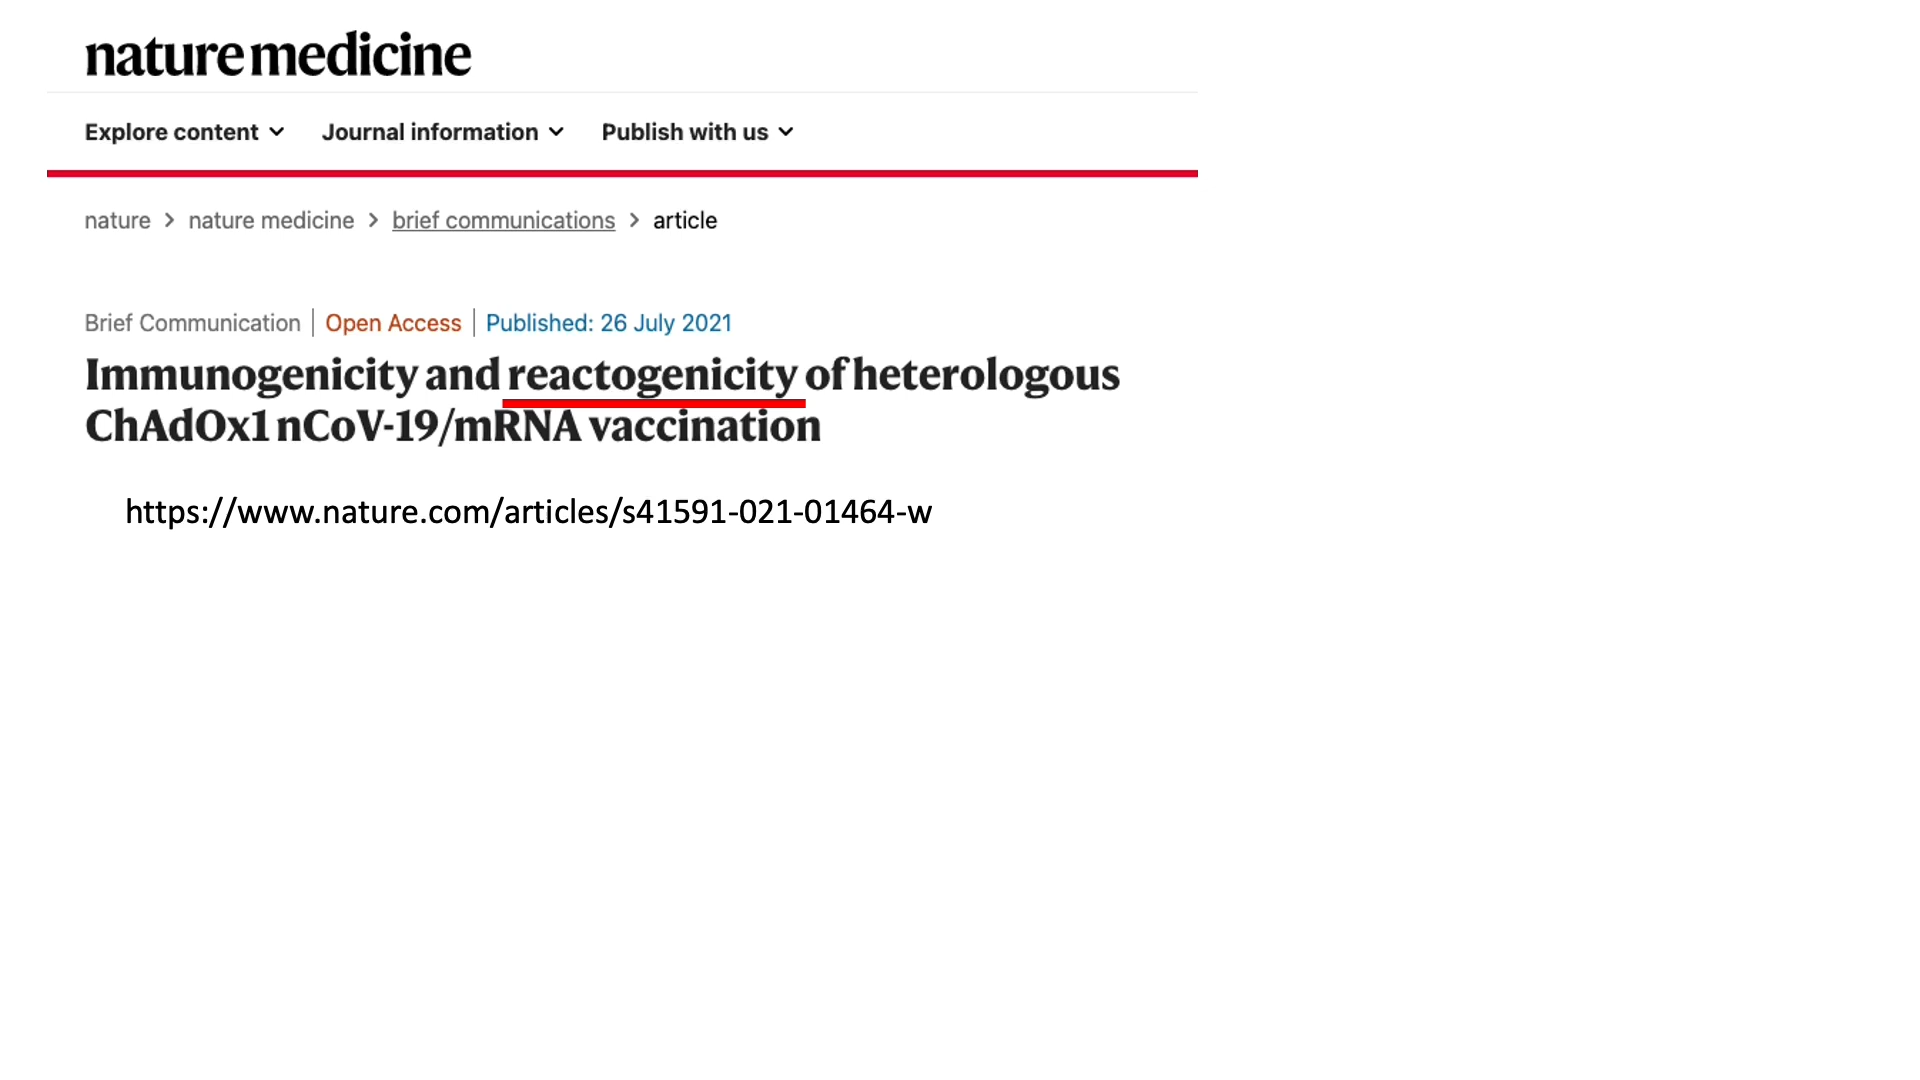 nature medicine
Explore content Journal information Publish with us
nature > nature medicine > brief communications > article
Brief Communication | Open Access | Published: 26 July 2021
Immunogenicity and reactogenicity of heterologous
ChAdOx1 nCoV-19/mRNA vaccination
https://www.nature.com/articles/s41591-021-01464-w